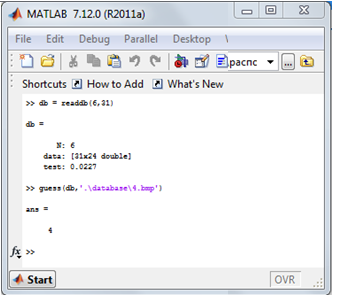 MATLAB 7.12.0 (R2011a)
File Edit Debug Parallel Desktop \
распс ...
Shortcuts How to Add What's New
>> db = readdb(6,31)
db =
N: 6
data: [31x24 double]
test: 0.0227
>> guess(db,'.\database\4.bmp')
ans =
4
fx >>
Start OVR